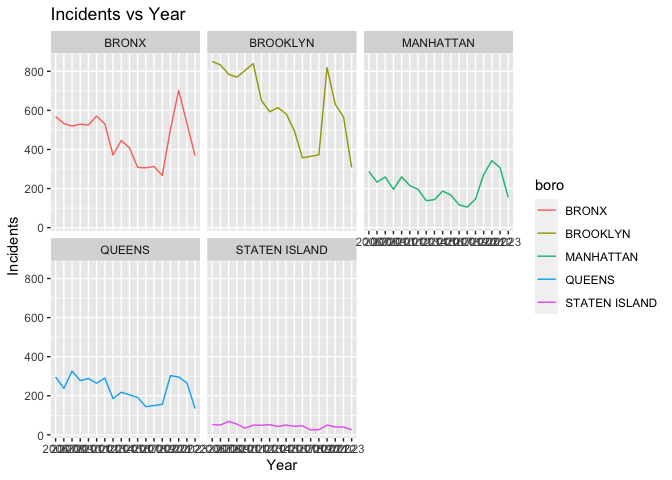 Incidents vs Year
BRONX BROOKLYN MANHATTAN
800
600
400
200
0
QUEENS STATEN ISLAND
800
600
400
200
0
Incidents
Year
boro
BRONX
BROOKLYN
MANHATTAN
QUEENS
STATEN ISLAND